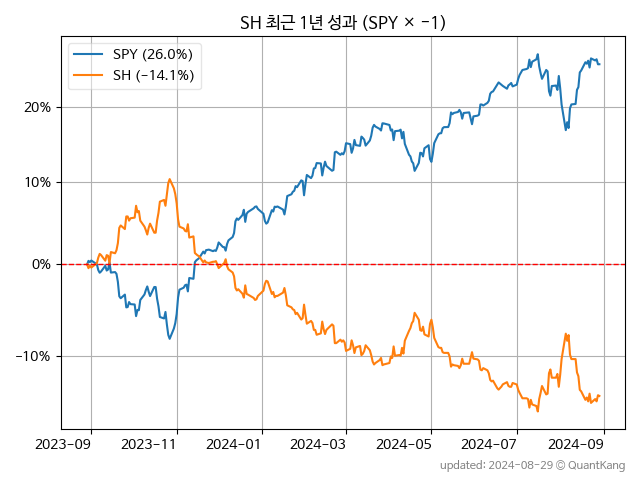 SH 최근 1년 성과 (SPY × −1)
SPY (26.0%)
SH (−14.1%)
20%
10%
0%
−10%
2023-09 2023-11 2024-01 2024-03 2024-05 2024-07 2024-09
updated: 2024-08-29 © QuantKang